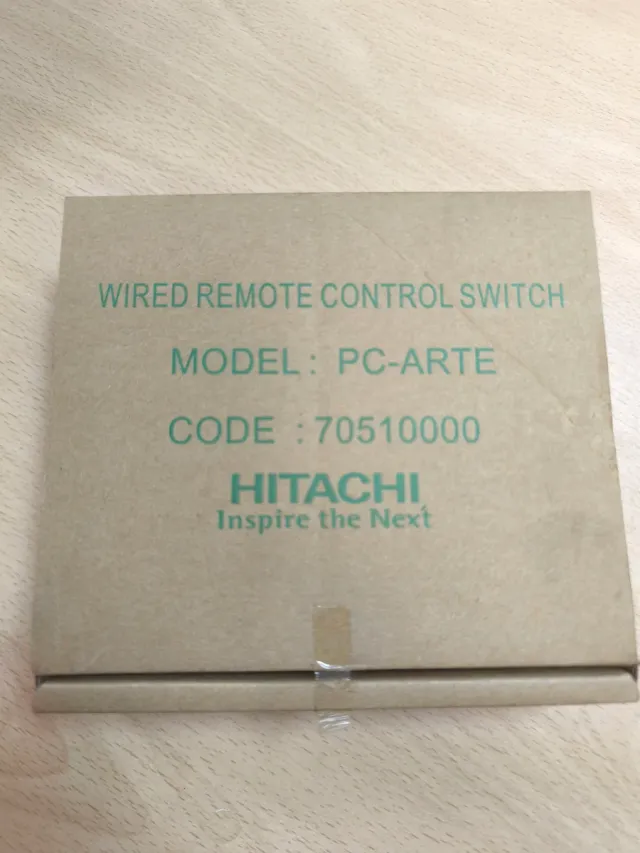 WIRED REMOTE CONTROL SWITCH
MODEL : PC-ARTE
CODE : 70510000
HITACHI
Inspire the Next